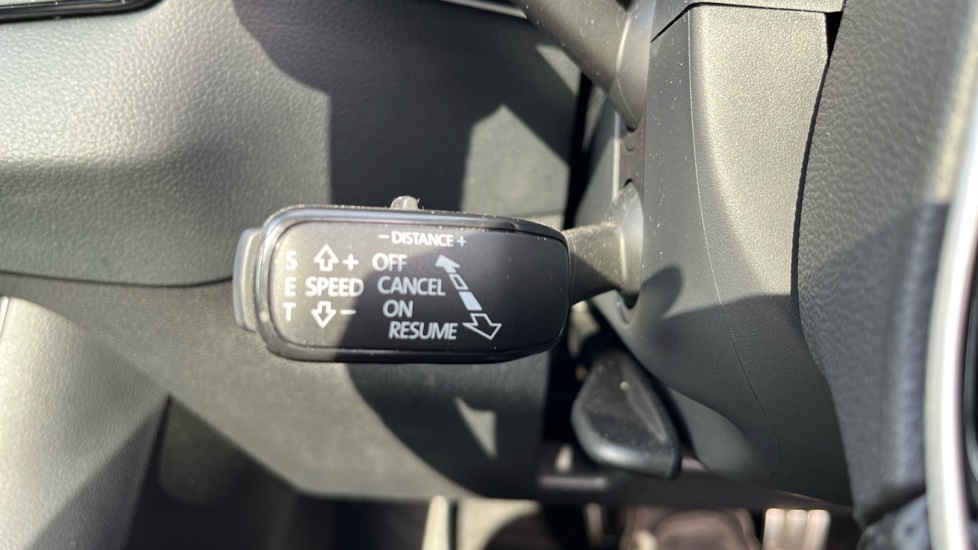 − DISTANCE +
S + OFF
E SPEED CANCEL
T − ON
RESUME